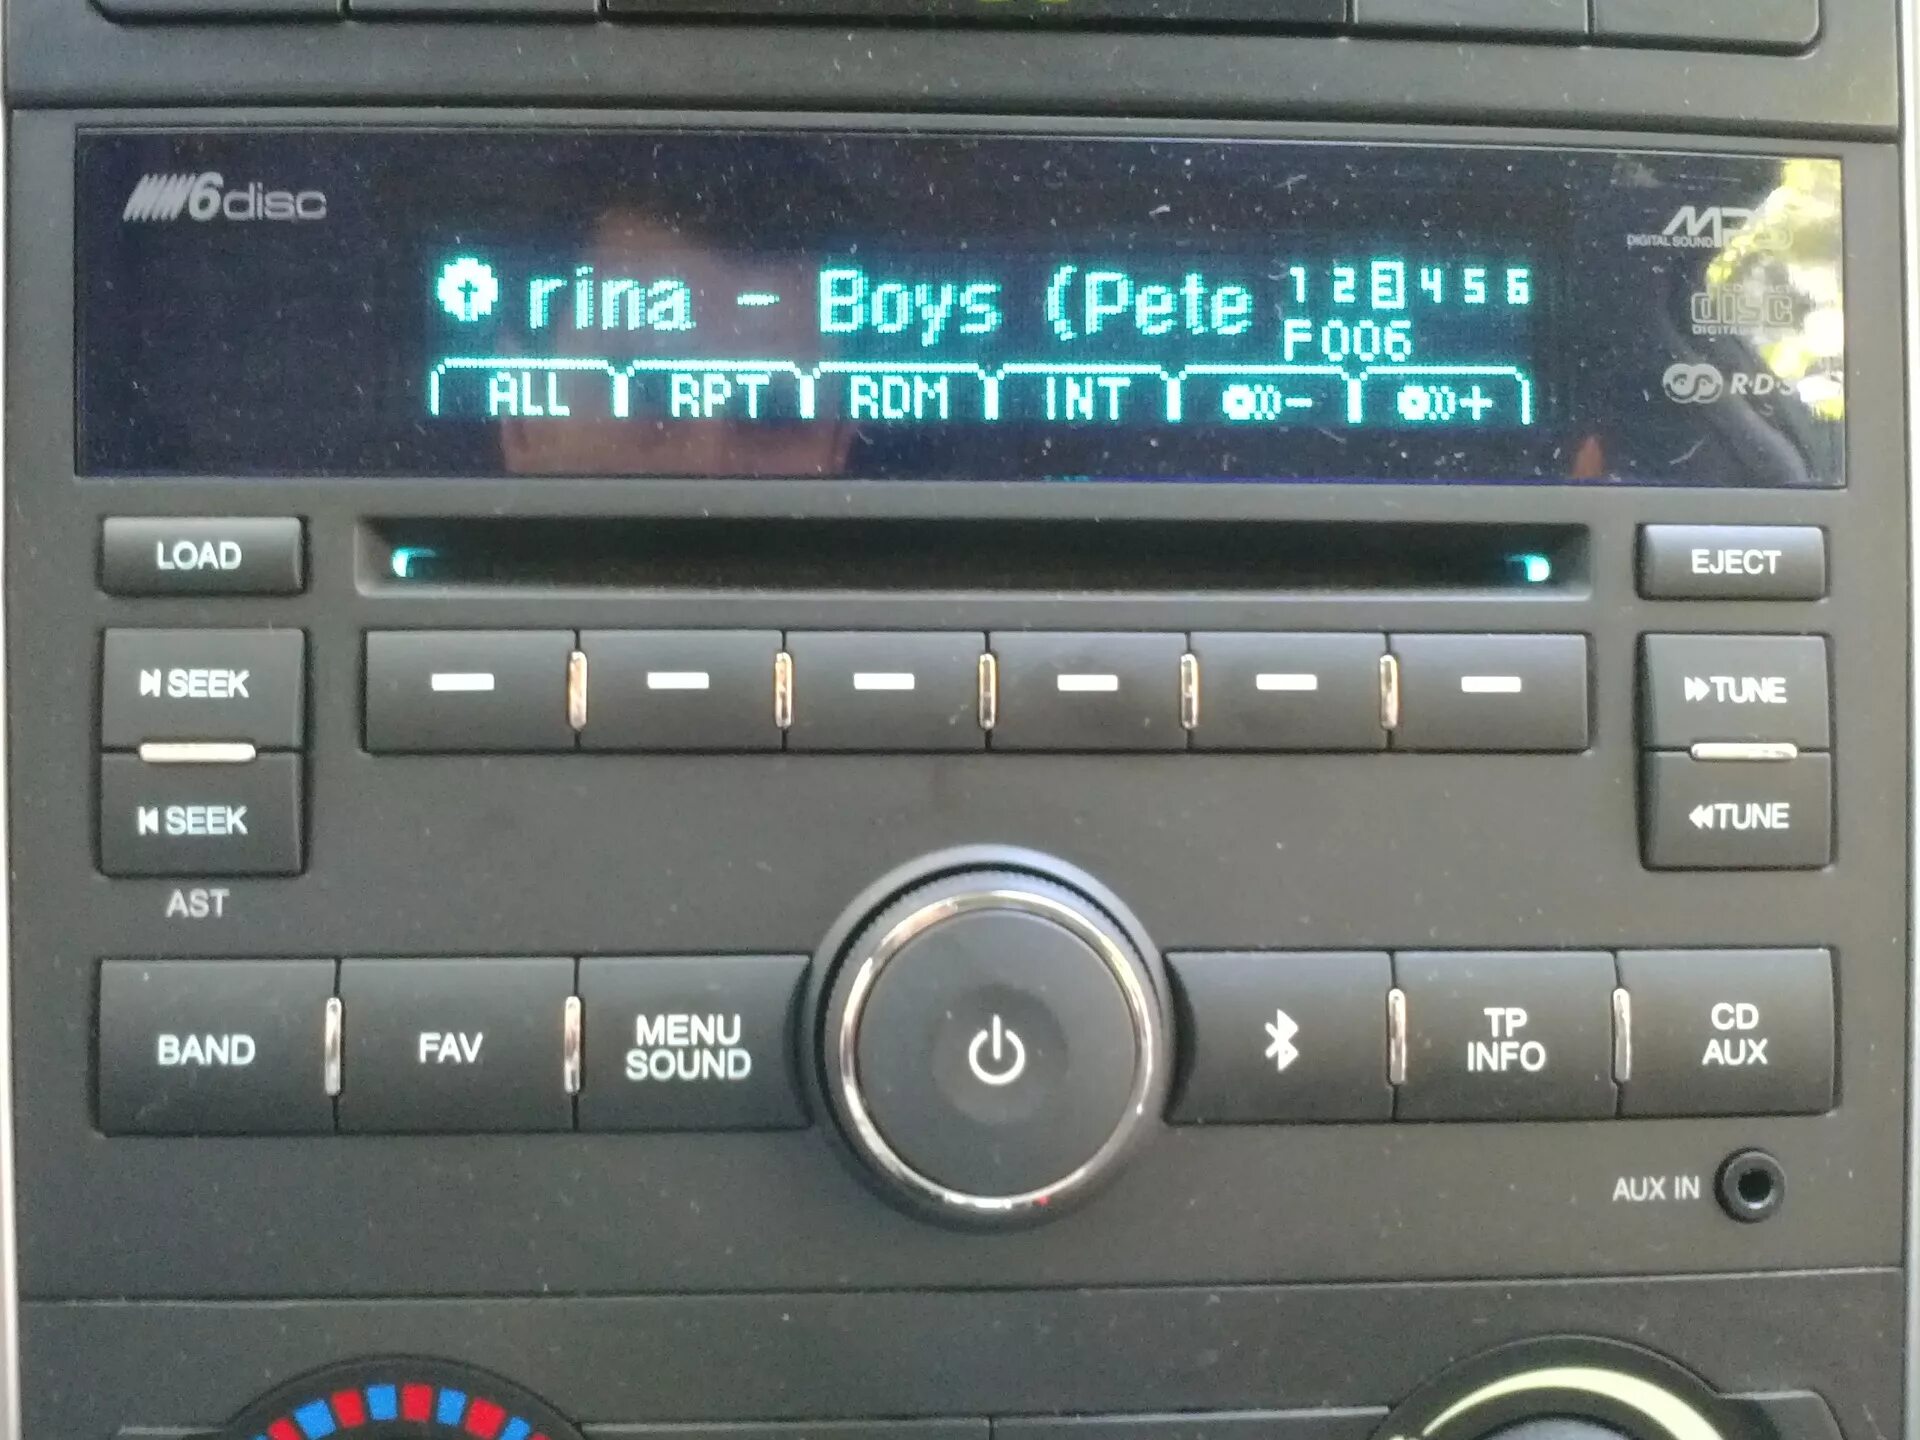 6disc
MP3
DIGITAL SOUND
rina - Boys (Pete
1 2 3 4 5 6
F006
disc
DIGITAL
R·D·S
ALL RPT RDM INT - +
LOAD
EJECT
SEEK
TUNE
SEEK
TUNE
AST
BAND
FAV
MENU
SOUND
TP
INFO
CD
AUX
AUX IN